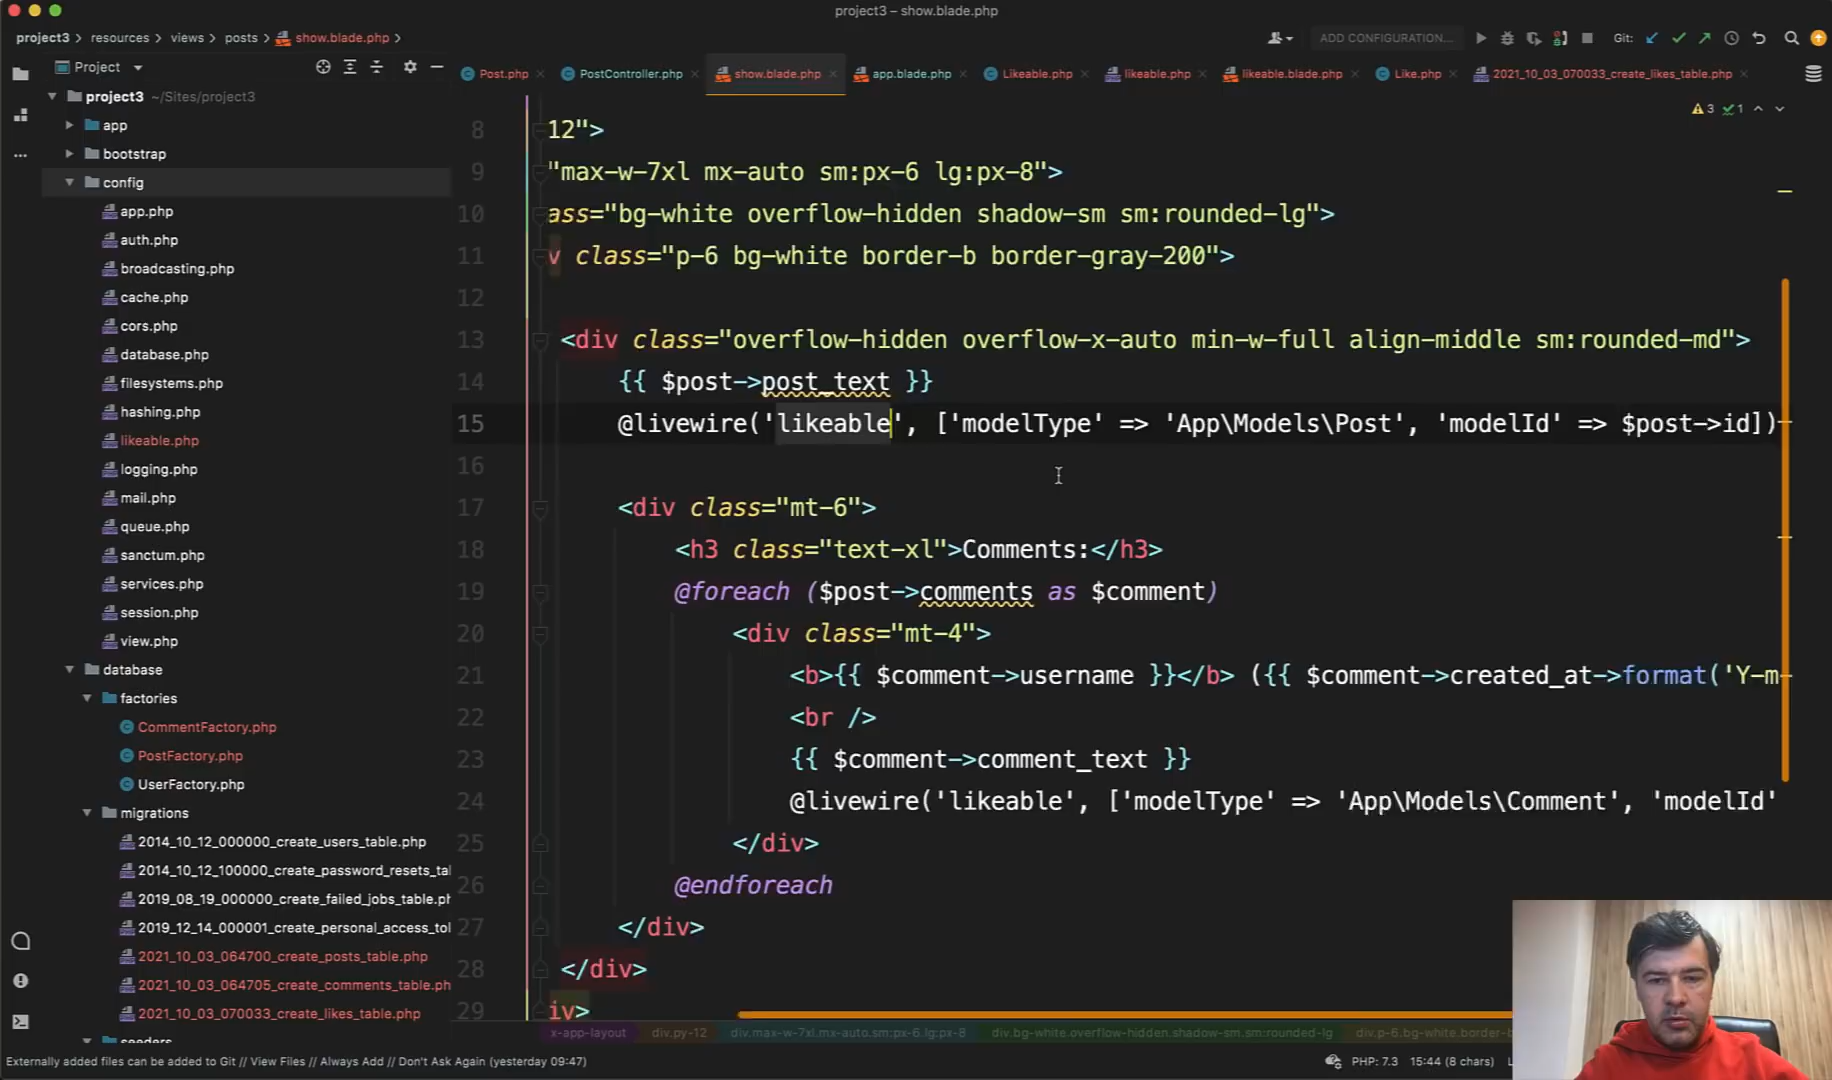 project3 – show.blade.php
project3 > resources > views > posts > show.blade.php >
ADD CONFIGURATION...
Git:
Project
Post.php
PostController.php
show.blade.php
app.blade.php
Likeable.php
likeable.php
likeable.blade.php
Like.php
2021_10_03_070033_create_likes_table.php
3 1
project3 ~/Sites/project3
app
bootstrap
config
app.php
auth.php
broadcasting.php
cache.php
cors.php
database.php
filesystems.php
hashing.php
likeable.php
logging.php
mail.php
queue.php
sanctum.php
services.php
session.php
view.php
database
factories
CommentFactory.php
PostFactory.php
UserFactory.php
migrations
2014_10_12_000000_create_users_table.php
2014_10_12_100000_create_password_resets_tal
2019_08_19_000000_create_failed_jobs_table.ph
2019_12_14_000001_create_personal_access_tol
2021_10_03_064700_create_posts_table.php
2021_10_03_064705_create_comments_table.ph
2021_10_03_070033_create_likes_table.php
seeders
8 12">
9 "max-w-7xl mx-auto sm:px-6 lg:px-8">
10 ass="bg-white overflow-hidden shadow-sm sm:rounded-lg">
11 v class="p-6 bg-white border-b border-gray-200">
12
13 <div class="overflow-hidden overflow-x-auto min-w-full align-middle sm:rounded-md">
14 {{ $post->post_text }}
15 @livewire('likeable', ['modelType' => 'App\Models\Post', 'modelId' => $post->id])
16
17 <div class="mt-6">
18 <h3 class="text-xl">Comments:</h3>
19 @foreach ($post->comments as $comment)
20 <div class="mt-4">
21 <b>{{ $comment->username }}</b> ({{ $comment->created_at->format('Y-m-
22 <br />
23 {{ $comment->comment_text }}
24 @livewire('likeable', ['modelType' => 'App\Models\Comment', 'modelId'
25 </div>
26 @endforeach
27 </div>
28 </div>
29 iv>
x-app-layout
div.py-12
div.max-w-7xl.mx-auto.sm:px-6.lg:px-8
div.bg-white.overflow-hidden.shadow-sm.sm:rounded-lg
div.p-6.bg-white.border-b
Externally added files can be added to Git // View Files // Always Add // Don't Ask Again (yesterday 09:47)
PHP: 7.3 15:44 (8 chars)